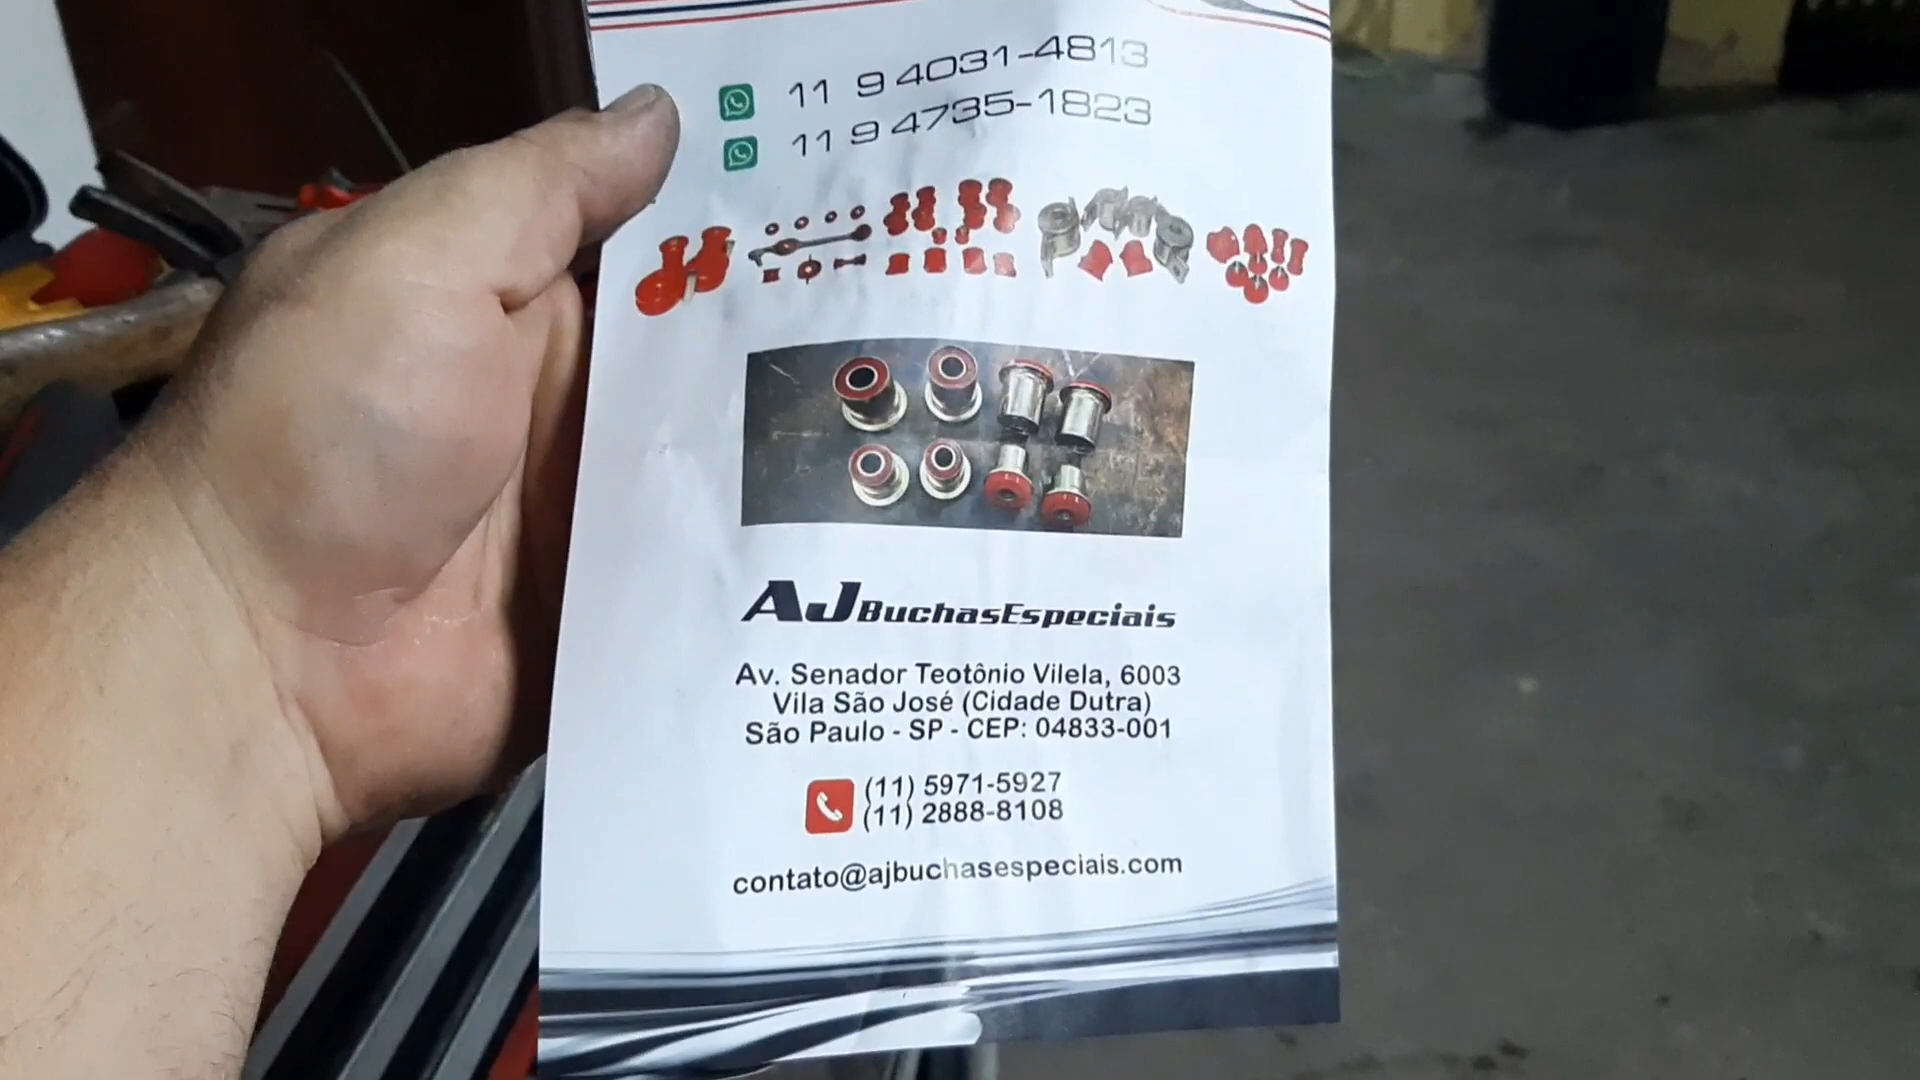 11 9 4031-4813
11 9 4735-1823
AJ BuchasEspeciais
Av. Senador Teotônio Vilela, 6003
Vila São José (Cidade Dutra)
São Paulo - SP - CEP: 04833-001
(11) 5971-5927
(11) 2888-8108
contato@ajbuchasespeciais.com